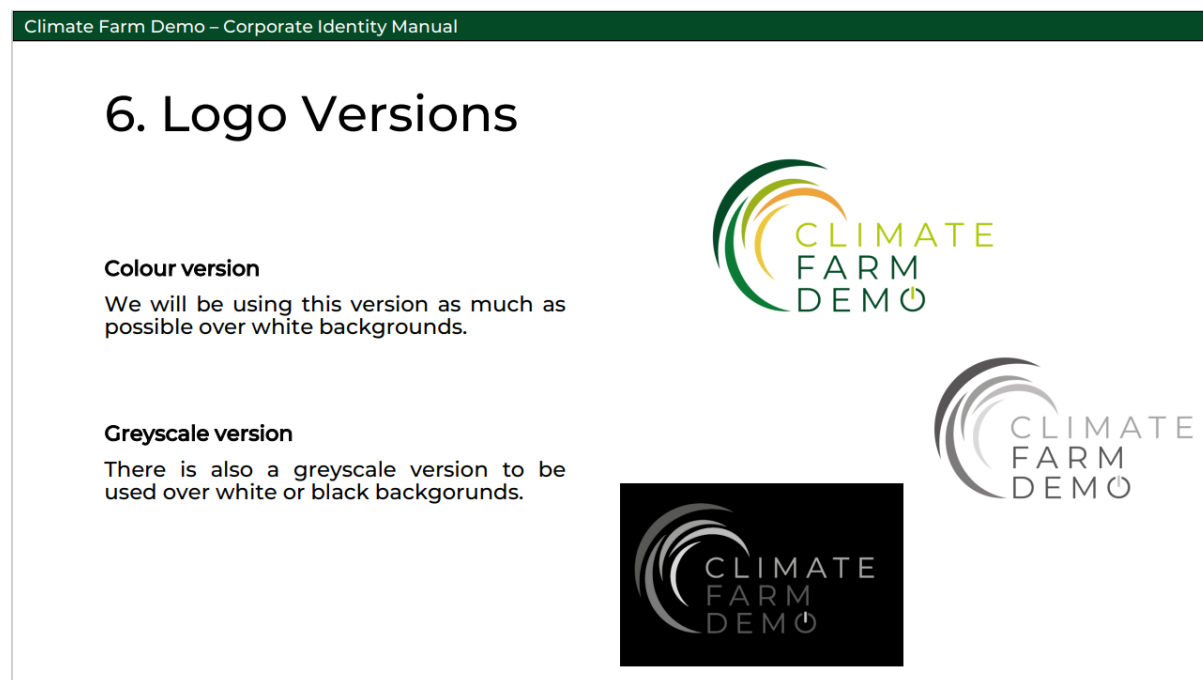 Climate Farm Demo – Corporate Identity Manual
6. Logo Versions
Colour version
We will be using this version as much as
possible over white backgrounds.
Greyscale version
There is also a greyscale version to be
used over white or black backgorunds.
CLIMATE
FARM
DEMO
CLIMATE
FARM
DEMO
CLIMATE
FARM
DEMO